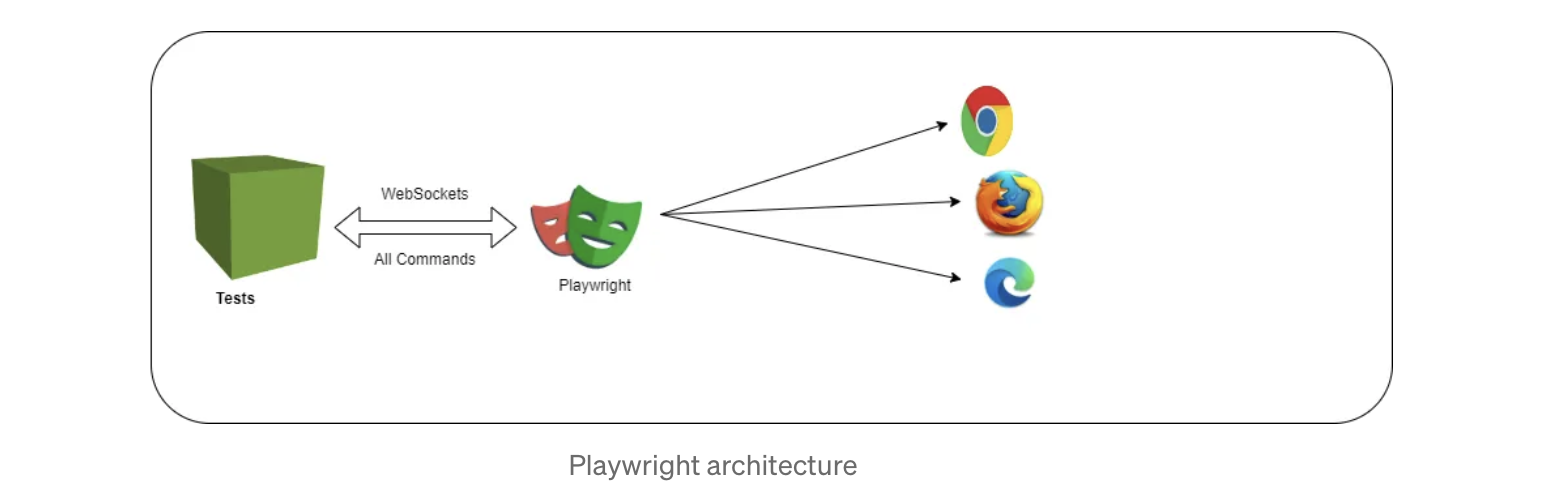 WebSockets
All Commands
Tests
Playwright
Playwright architecture